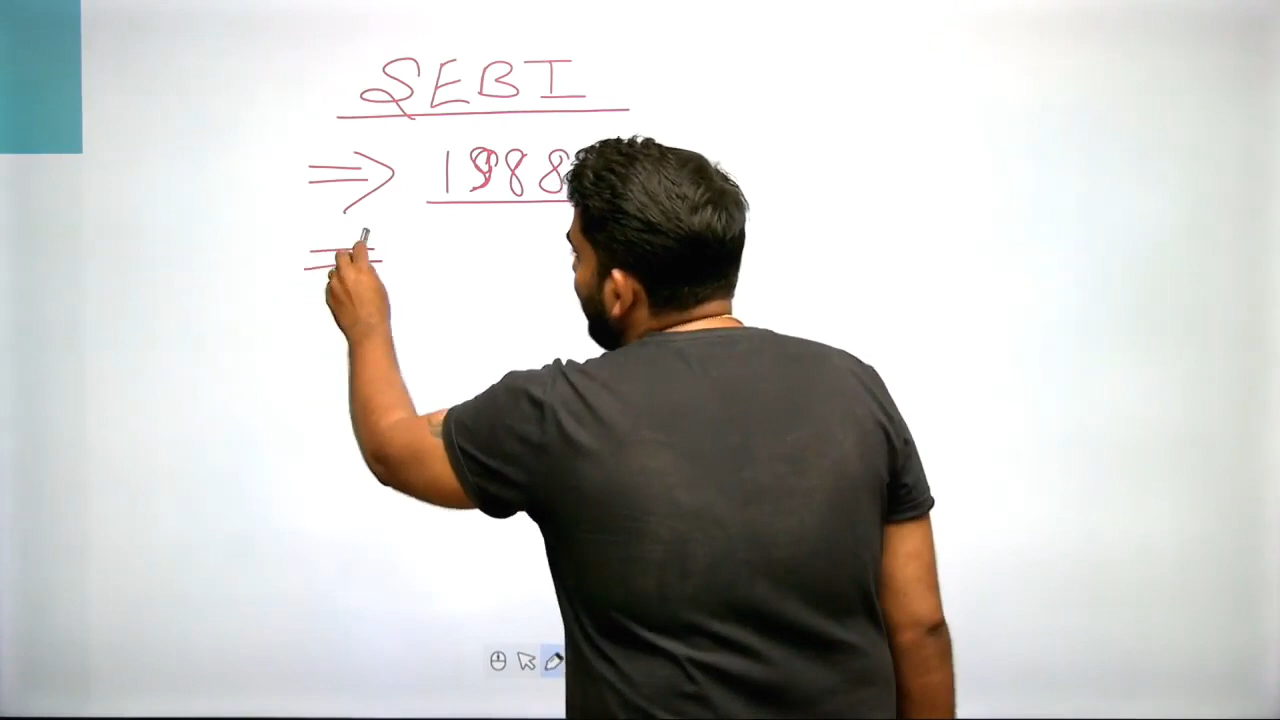 SEBI
⇒ 1988
=